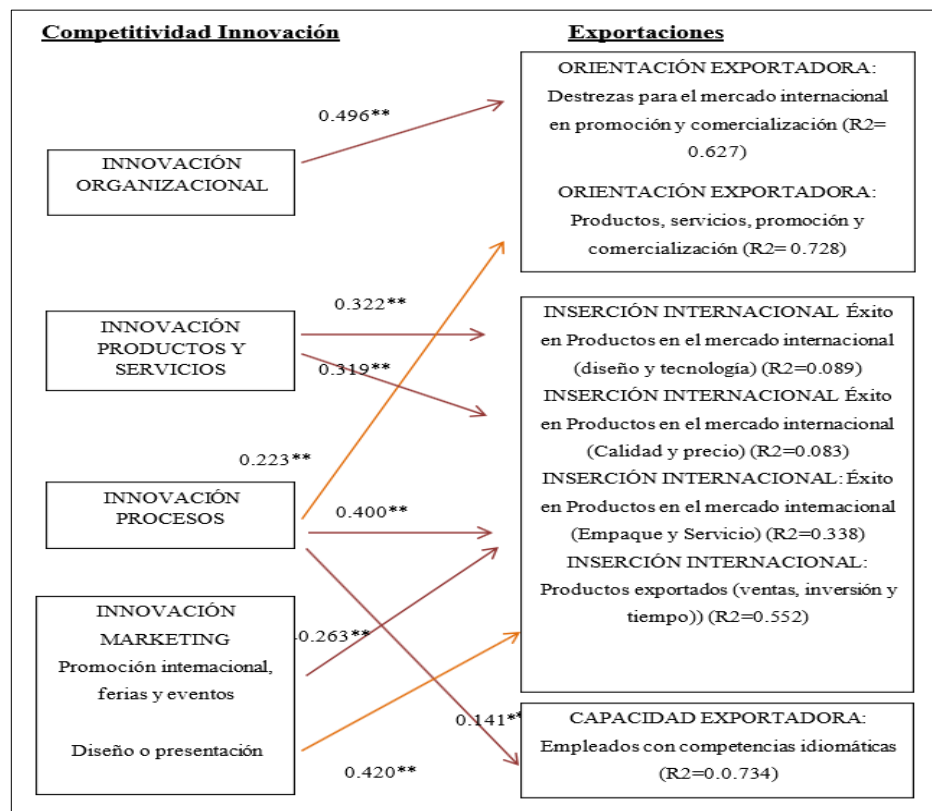 Competitividad Innovación
Exportaciones
0.496**
INNOVACIÓN
ORGANIZACIONAL
ORIENTACIÓN EXPORTADORA:
Destrezas para el mercado internacional
en promoción y comercialización (R2=
0.627)
ORIENTACIÓN EXPORTADORA:
Productos, servicios, promoción y
comercialización (R2= 0.728)
0.322**
INNOVACIÓN
PRODUCTOS Y
SERVICIOS
0.319**
INSERCIÓN INTERNACIONAL Éxito
en Productos en el mercado internacional
(diseño y tecnología) (R2=0.089)
INSERCIÓN INTERNACIONAL Éxito
en Productos en el mercado internacional
(Calidad y precio) (R2=0.083)
INSERCIÓN INTERNACIONAL: Éxito
en Productos en el mercado internacional
(Empaque y Servicio) (R2=0.338)
INSERCIÓN INTERNACIONAL:
Productos exportados (ventas, inversión y
tiempo)) (R2=0.552)
0.223**
INNOVACIÓN
PROCESOS
0.400**
INNOVACIÓN
MARKETING
Promoción internacional,
ferias y eventos
Diseño o presentación
-0.263**
0.141**
0.420**
CAPACIDAD EXPORTADORA:
Empleados con competencias idiomáticas
(R2=0.0.734)